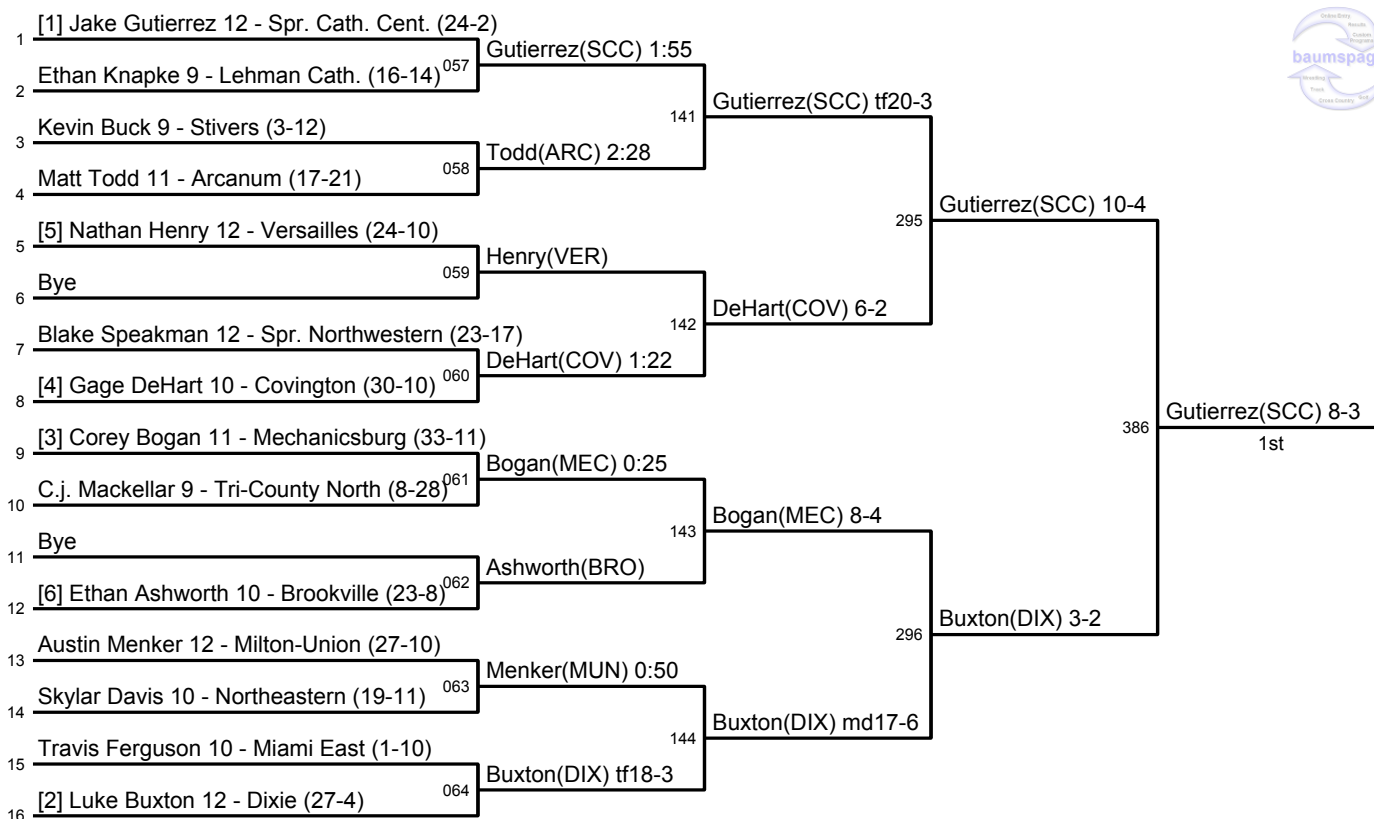 [1] Jake Gutierrez 12 - Spr. Cath. Cent. (24-2)
1
Gutierrez(SCC) 1:55
057
Ethan Knapke 9 - Lehman Cath. (16-14)
2
Gutierrez(SCC) tf20-3
141
Kevin Buck 9 - Stivers (3-12)
3
Todd(ARC) 2:28
058
Matt Todd 11 - Arcanum (17-21)
4
Gutierrez(SCC) 10-4
295
[5] Nathan Henry 12 - Versailles (24-10)
5
Henry(VER)
059
Bye
6
DeHart(COV) 6-2
142
Blake Speakman 12 - Spr. Northwestern (23-17)
7
DeHart(COV) 1:22
060
[4] Gage DeHart 10 - Covington (30-10)
8
Gutierrez(SCC) 8-3
386
1st
[3] Corey Bogan 11 - Mechanicsburg (33-11)
9
Bogan(MEC) 0:25
061
C.j. Mackellar 9 - Tri-County North (8-28)
10
Bogan(MEC) 8-4
143
Bye
11
Ashworth(BRO)
062
[6] Ethan Ashworth 10 - Brookville (23-8)
12
Buxton(DIX) 3-2
296
Austin Menker 12 - Milton-Union (27-10)
13
Menker(MUN) 0:50
063
Skylar Davis 10 - Northeastern (19-11)
14
Buxton(DIX) md17-6
144
Travis Ferguson 10 - Miami East (1-10)
15
Buxton(DIX) tf18-3
064
[2] Luke Buxton 12 - Dixie (27-4)
16
Online Entry
Results
baumspag
Wrestling
Track
Cross Country
Golf